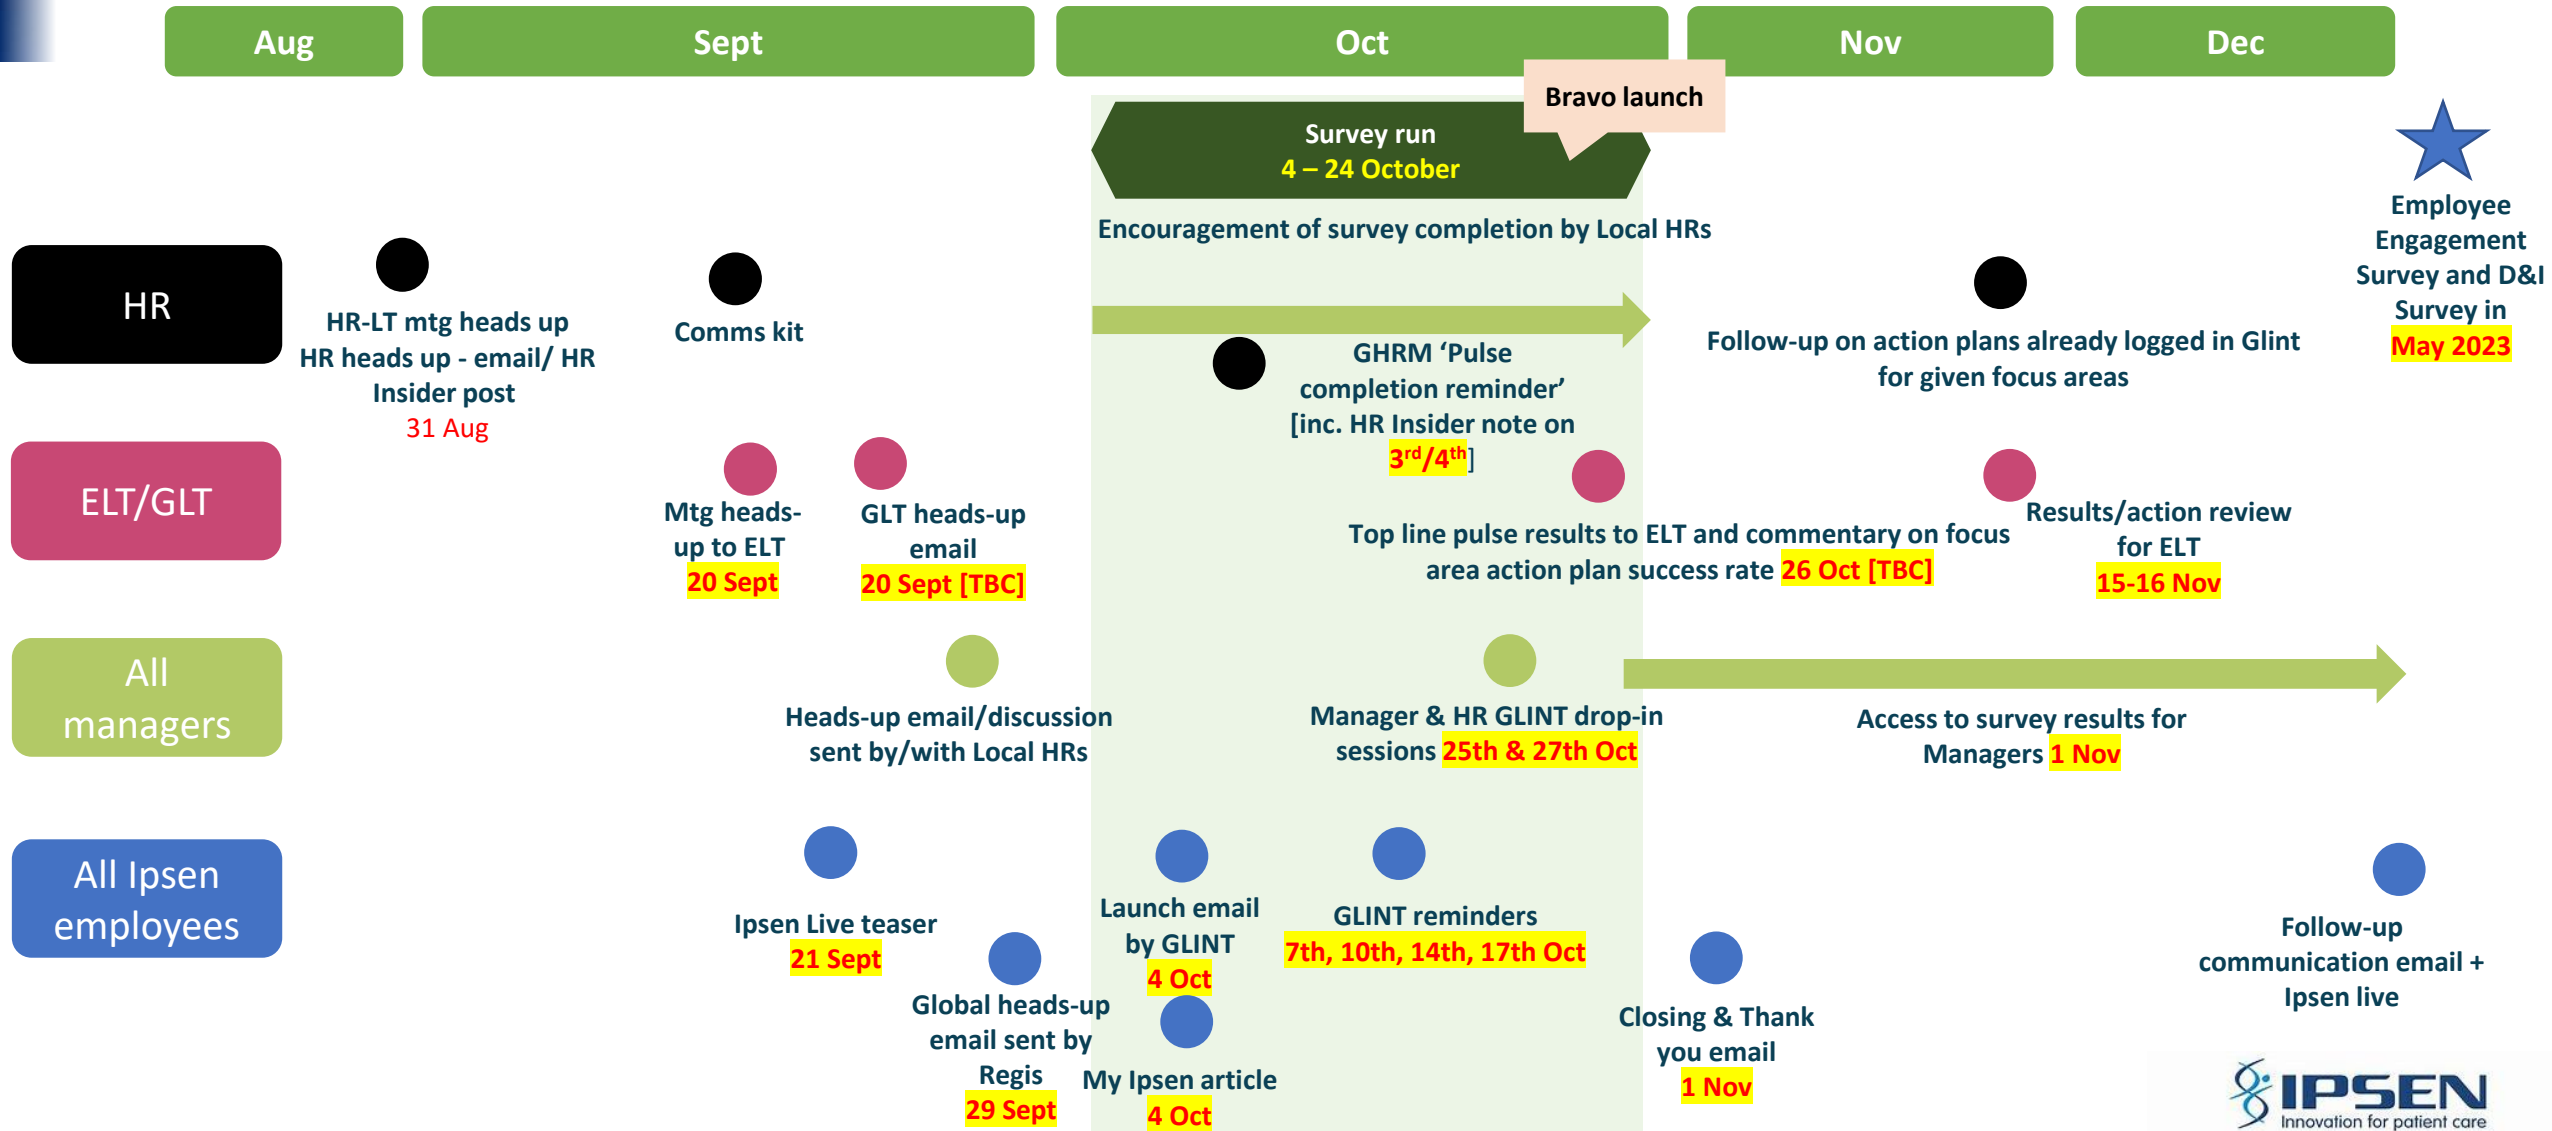 Aug
Sept
Oct
Nov
Dec
Bravo launch
Survey run
4 – 24 October
Encouragement of survey completion by Local HRs
Employee
Engagement
Survey and D&I
Survey in
May 2023
HR
HR-LT mtg heads up
HR heads up - email/ HR
Insider post
31 Aug
Comms kit
GHRM ‘Pulse
completion reminder’
[inc. HR Insider note on
3rd/4th]
Follow-up on action plans already logged in Glint
for given focus areas
ELT/GLT
Mtg heads-
up to ELT
20 Sept
GLT heads-up
email
20 Sept [TBC]
Top line pulse results to ELT and commentary on focus
area action plan success rate 26 Oct [TBC]
Results/action review
for ELT
15-16 Nov
All
managers
Heads-up email/discussion
sent by/with Local HRs
Manager & HR GLINT drop-in
sessions 25th & 27th Oct
Access to survey results for
Managers 1 Nov
All Ipsen
employees
Ipsen Live teaser
21 Sept
Global heads-up
email sent by
Regis
29 Sept
Launch email
by GLINT
4 Oct
My Ipsen article
4 Oct
GLINT reminders
7th, 10th, 14th, 17th Oct
Closing & Thank
you email
1 Nov
Follow-up
communication email +
Ipsen live
IPSEN
Innovation for patient care